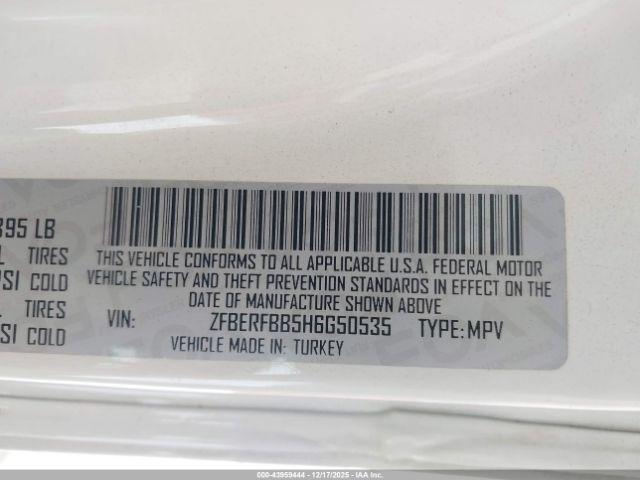 395 LB
TIRES
PSI COLD
TIRES
SI COLD
THIS VEHICLE CONFORMS TO ALL APPLICABLE U.S.A. FEDERAL MOTOR
VEHICLE SAFETY AND THEFT PREVENTION STANDARDS IN EFFECT ON THE
DATE OF MANUFACTURE SHOWN ABOVE
VIN: ZFBERFBB5H6G50535 TYPE: MPV
VEHICLE MADE IN: TURKEY
000-43959444 - 12/17/2025 - IAA Inc.